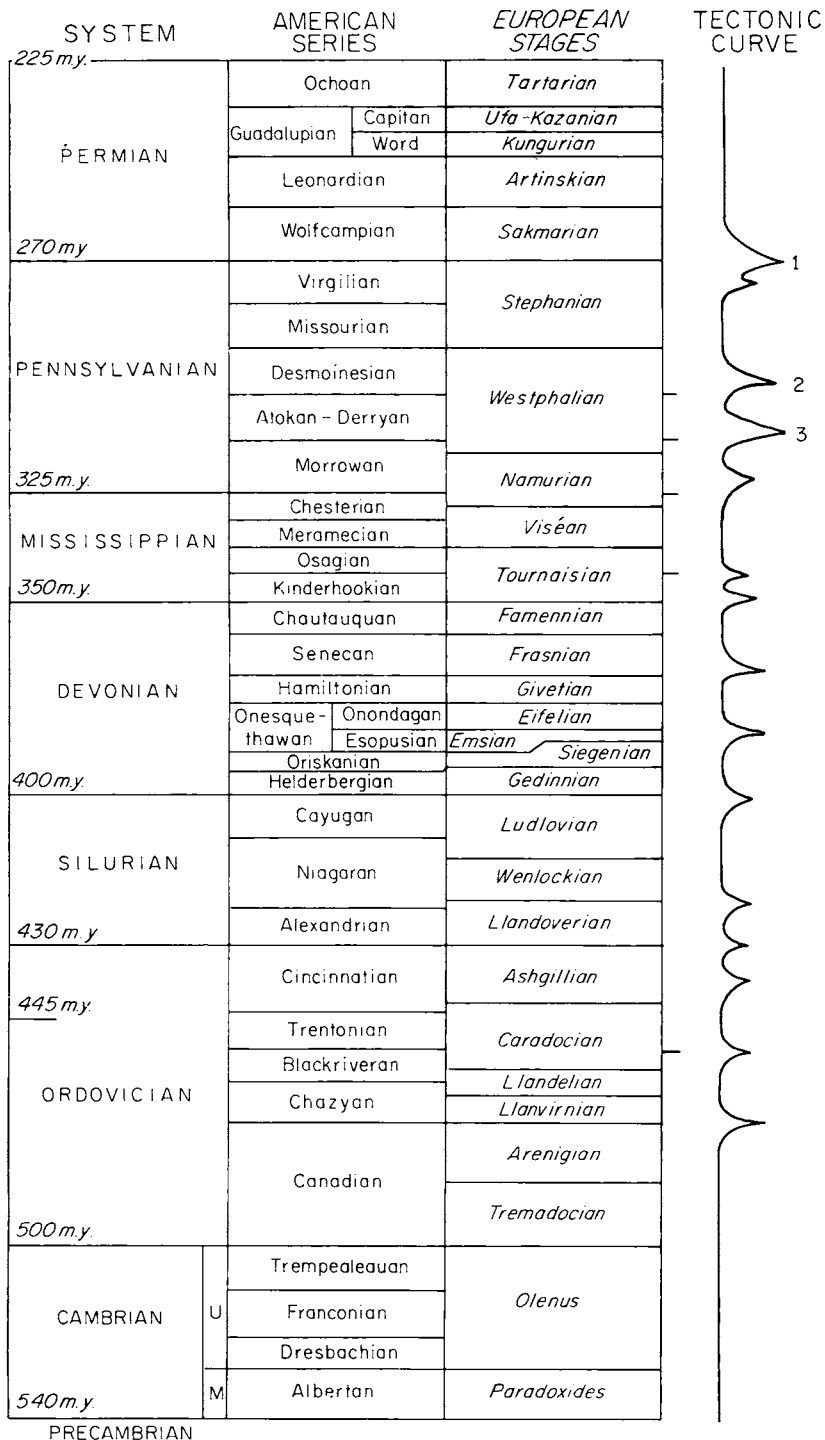 SYSTEM
AMERICAN SERIES
EUROPEAN STAGES
TECTONIC CURVE
225 m.y.
PERMIAN
270 m y
Ochoan
Guadalupian
Capitan
Word
Leonardian
Wolfcampian
Tartarian
Ufa-Kazanian
Kungurian
Artinskian
Sakmarian
1
PENNSYLVANIAN
325 m.y.
Virgilian
Missourian
Desmoinesian
Atokan - Derryan
Morrowan
Stephanian
Westphalian
Namurian
2
3
MISSISSIPPIAN
350 m.y.
Chesterian
Meramecian
Osagian
Kinderhookian
Viséan
Tournaisian
DEVONIAN
400 m.y.
Chautauquan
Senecan
Hamiltonian
Onesque-
thawan
Onondagan
Esopusian
Oriskanian
Helderbergian
Famennian
Frasnian
Givetian
Eifelian
Emsian
Siegenian
Gedinnian
SILURIAN
430 m.y
Cayugan
Niagaran
Alexandrian
Ludlovian
Wenlockian
Llandoverian
445 m.y.
ORDOVICIAN
500 m.y.
Cincinnatian
Trentonian
Blackriveran
Chazyan
Canadian
Ashgillian
Caradocian
Llandelian
Llanvirnian
Arenigian
Tremadocian
CAMBRIAN
540 m.y.
U
M
Trempealeauan
Franconian
Dresbachian
Albertan
Olenus
Paradoxides
PRECAMBRIAN